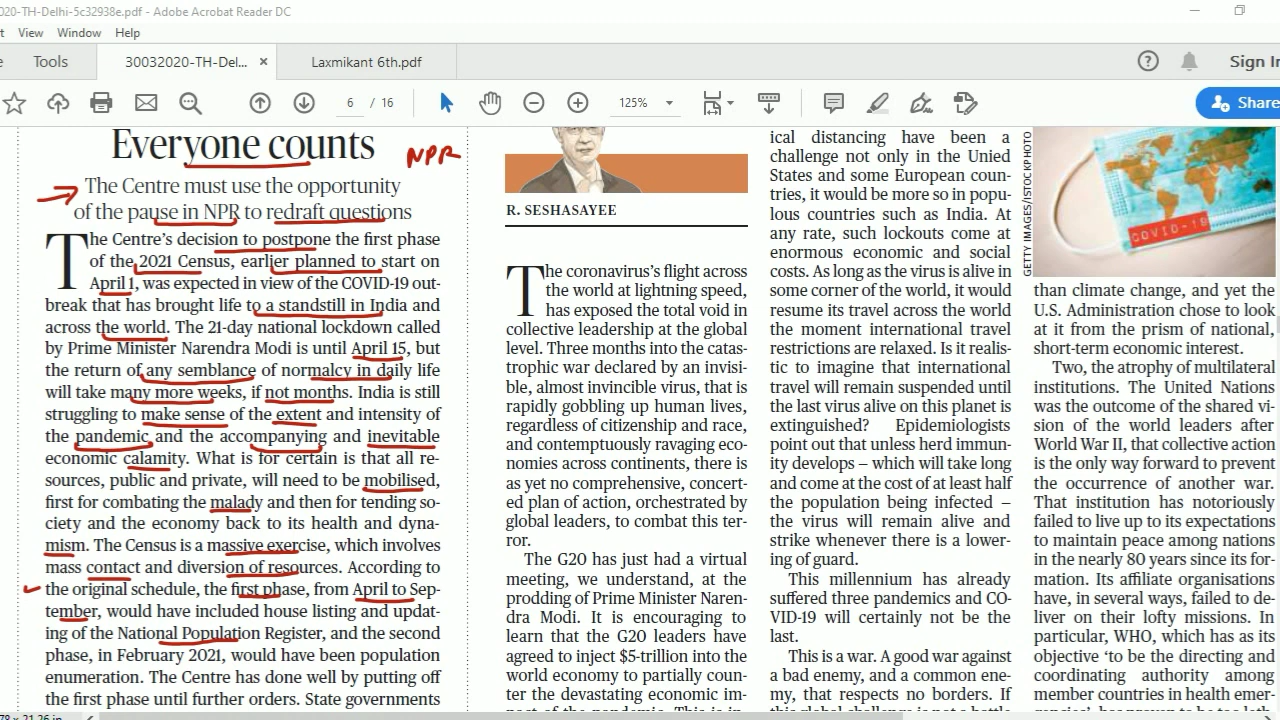 020-TH-Delhi-5c32938e.pdf - Adobe Acrobat Reader DC
View Window Help
Tools 30032020-TH-Del... × Laxmikant 6th.pdf ? Sign In
6 / 16 125% Share
Everyone counts
NPR
The Centre must use the opportunity
of the pause in NPR to redraft questions
The Centre's decision to postpone the first phase
of the 2021 Census, earlier planned to start on
April 1, was expected in view of the COVID-19 out-
break that has brought life to a standstill in India and
across the world. The 21-day national lockdown called
by Prime Minister Narendra Modi is until April 15, but
the return of any semblance of normalcy in daily life
will take many more weeks, if not months. India is still
struggling to make sense of the extent and intensity of
the pandemic and the accompanying and inevitable
economic calamity. What is for certain is that all re-
sources, public and private, will need to be mobilised,
first for combating the malady and then for tending so-
ciety and the economy back to its health and dyna-
mism. The Census is a massive exercise, which involves
mass contact and diversion of resources. According to
the original schedule, the first phase, from April to Sep-
tember, would have included house listing and updat-
ing of the National Population Register, and the second
phase, in February 2021, would have been population
enumeration. The Centre has done well by putting off
the first phase until further orders. State governments
R. SESHASAYEE
The coronavirus's flight across
the world at lightning speed,
has exposed the total void in
collective leadership at the global
level. Three months into the catas-
trophic war declared by an invisi-
ble, almost invincible virus, that is
rapidly gobbling up human lives,
regardless of citizenship and race,
and contemptuously ravaging eco-
nomies across continents, there is
as yet no comprehensive, concert-
ed plan of action, orchestrated by
global leaders, to combat this ter-
ror.
The G20 has just had a virtual
meeting, we understand, at the
prodding of Prime Minister Naren-
dra Modi. It is encouraging to
learn that the G20 leaders have
agreed to inject $5-trillion into the
world economy to partially coun-
ter the devastating economic im-
ical distancing have been a
challenge not only in the Unied
States and some European coun-
tries, it would be more so in popu-
lous countries such as India. At
any rate, such lockouts come at
enormous economic and social
costs. As long as the virus is alive in
some corner of the world, it would
resume its travel across the world
the moment international travel
restrictions are relaxed. Is it realis-
tic to imagine that international
travel will remain suspended until
the last virus alive on this planet is
extinguished? Epidemiologists
point out that unless herd immun-
ity develops – which will take long
and come at the cost of at least half
the population being infected –
the virus will remain alive and
strike whenever there is a lower-
ing of guard.
This millennium has already
suffered three pandemics and CO-
VID-19 will certainly not be the
last.
This is a war. A good war against
a bad enemy, and a common ene-
my, that respects no borders. If
GETTY IMAGES/ISTOCKPHOTO
COVID-19
than climate change, and yet the
U.S. Administration chose to look
at it from the prism of national,
short-term economic interest.
Two, the atrophy of multilateral
institutions. The United Nations
was the outcome of the shared vi-
sion of the world leaders after
World War II, that collective action
is the only way forward to prevent
the occurrence of another war.
That institution has notoriously
failed to live up to its expectations
to maintain peace among nations
in the nearly 80 years since its for-
mation. Its affiliate organisations
have, in several ways, failed to de-
liver on their lofty missions. In
particular, WHO, which has as its
objective 'to be the directing and
coordinating authority among
member countries in health emer-
78 x 21.26 in